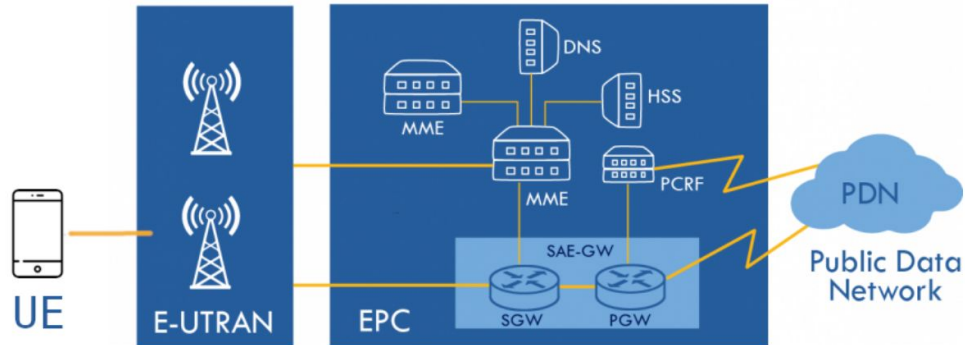 DNS
HSS
MME
MME
PCRF
PDN
SAE-GW
Public Data
Network
SGW
PGW
UE
E-UTRAN
EPC